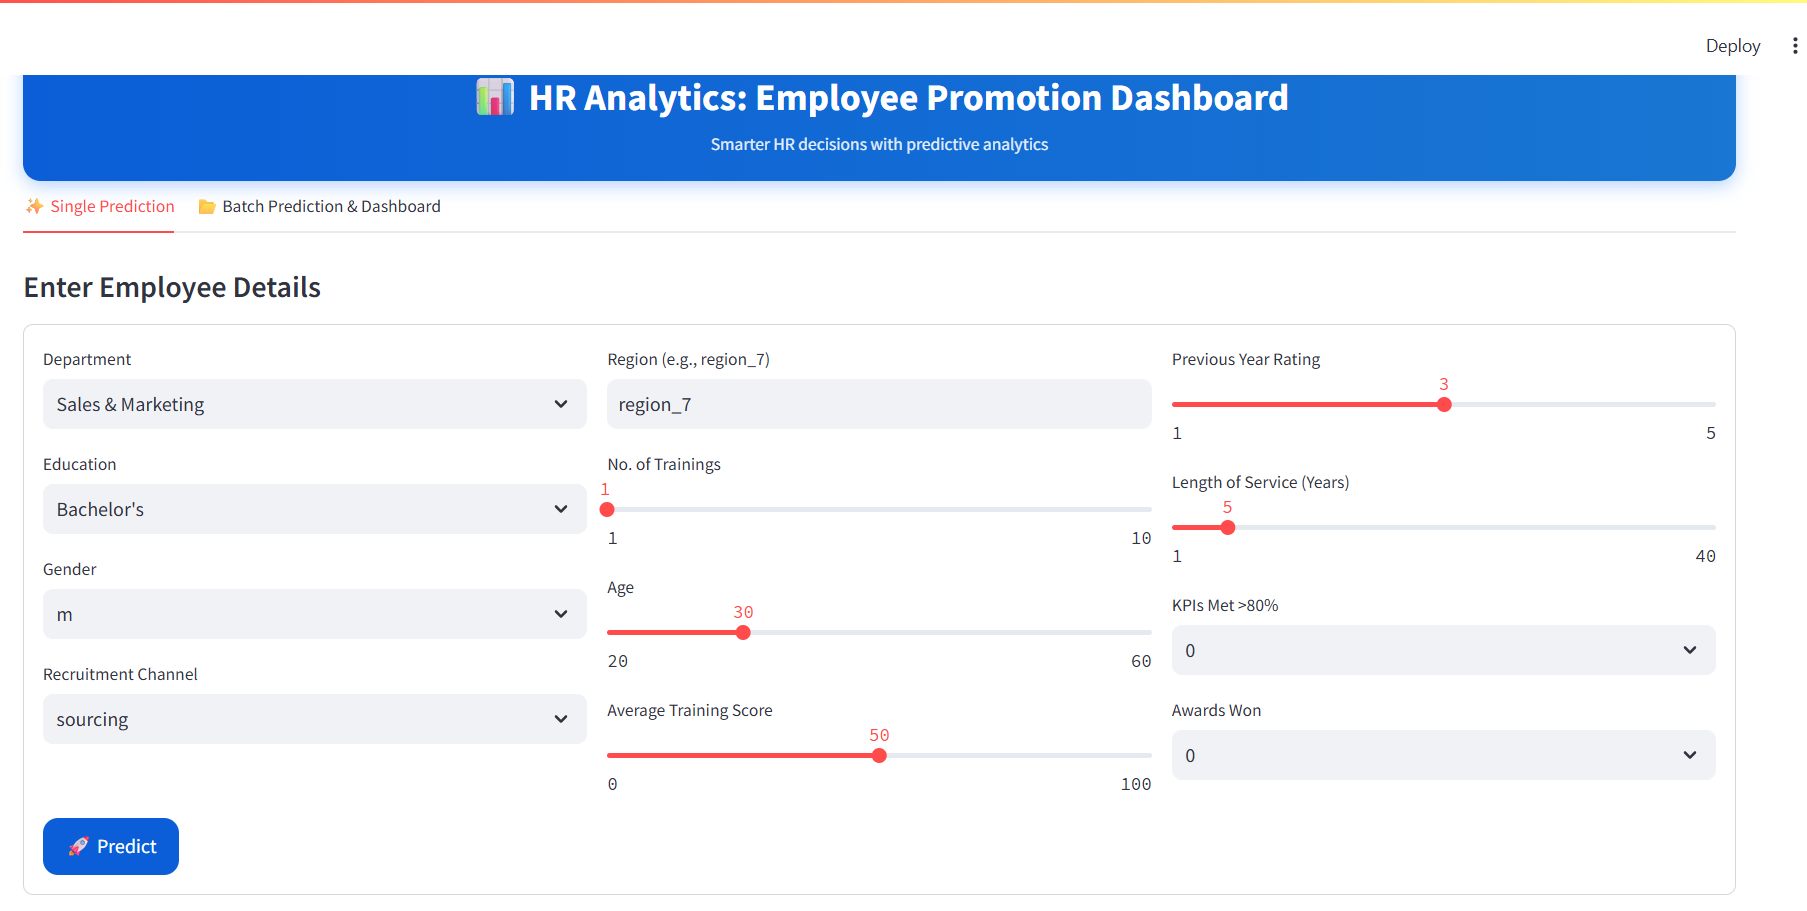 Deploy
HR Analytics: Employee Promotion Dashboard
Smarter HR decisions with predictive analytics
Single Prediction
Batch Prediction & Dashboard
Enter Employee Details
Department
Sales & Marketing
Education
Bachelor's
Gender
m
Recruitment Channel
sourcing
Region (e.g., region_7)
region_7
No. of Trainings
1
1 10
Age
30
20 60
Average Training Score
50
0 100
Previous Year Rating
3
1 5
Length of Service (Years)
5
1 40
KPIs Met >80%
0
Awards Won
0
Predict